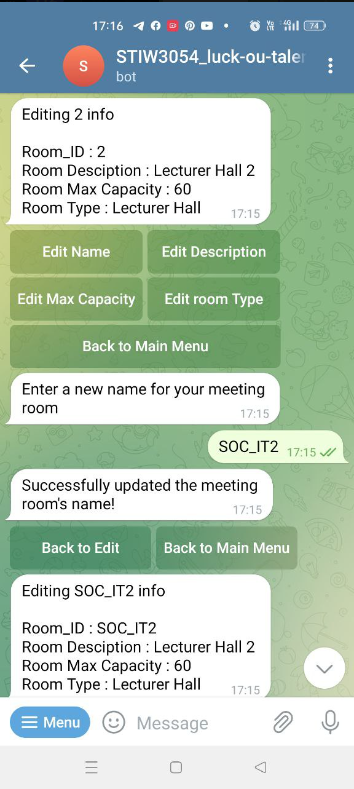 17:16
74
STIW3054_luck-ou-taler
bot
Editing 2 info
Room_ID : 2
Room Desciption : Lecturer Hall 2
Room Max Capacity : 60
Room Type : Lecturer Hall
17:15
Edit Name
Edit Description
Edit Max Capacity
Edit room Type
Back to Main Menu
Enter a new name for your meeting
room
17:15
SOC_IT2
17:15
Successfully updated the meeting
room's name!
17:15
Back to Edit
Back to Main Menu
Editing SOC_IT2 info
Room_ID : SOC_IT2
Room Desciption : Lecturer Hall 2
Room Max Capacity : 60
Room Type : Lecturer Hall
17:15
Menu
Message